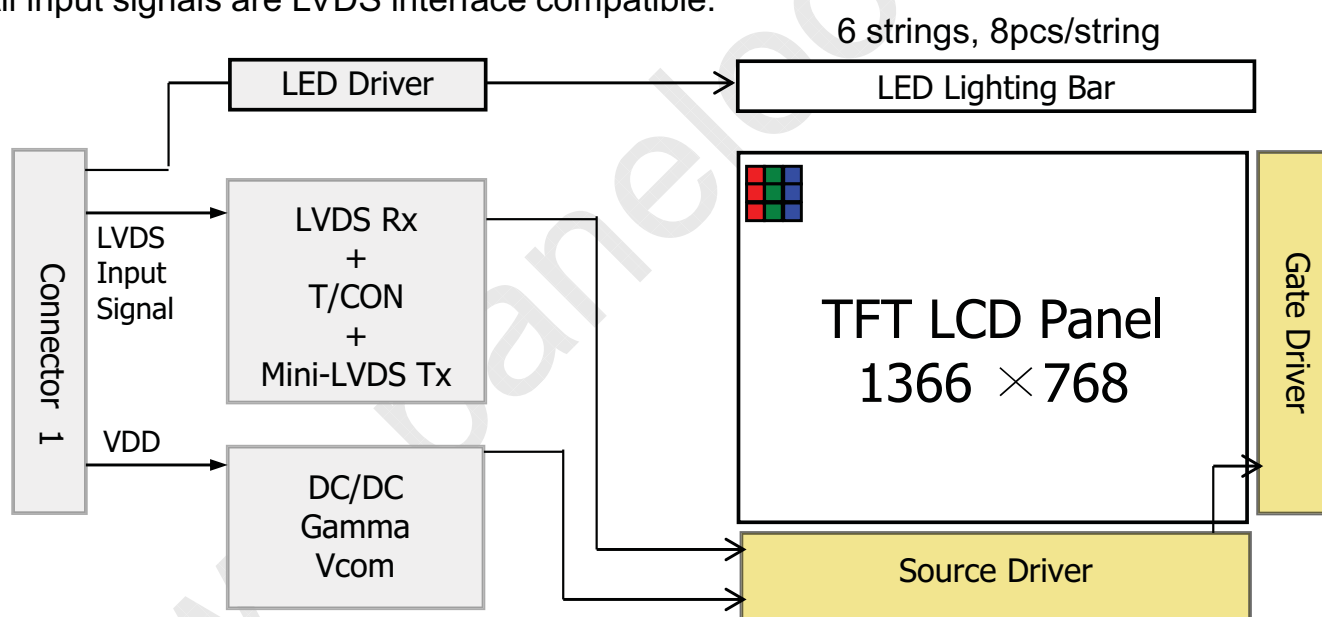 input signals are LVDS interface compatible.
6 strings, 8pcs/string
LED Driver
LED Lighting Bar
Connector 1
LVDS
Input
Signal
LVDS Rx
+
T/CON
+
Mini-LVDS Tx
TFT LCD Panel
1366 ×768
Gate Driver
VDD
DC/DC
Gamma
Vcom
Source Driver